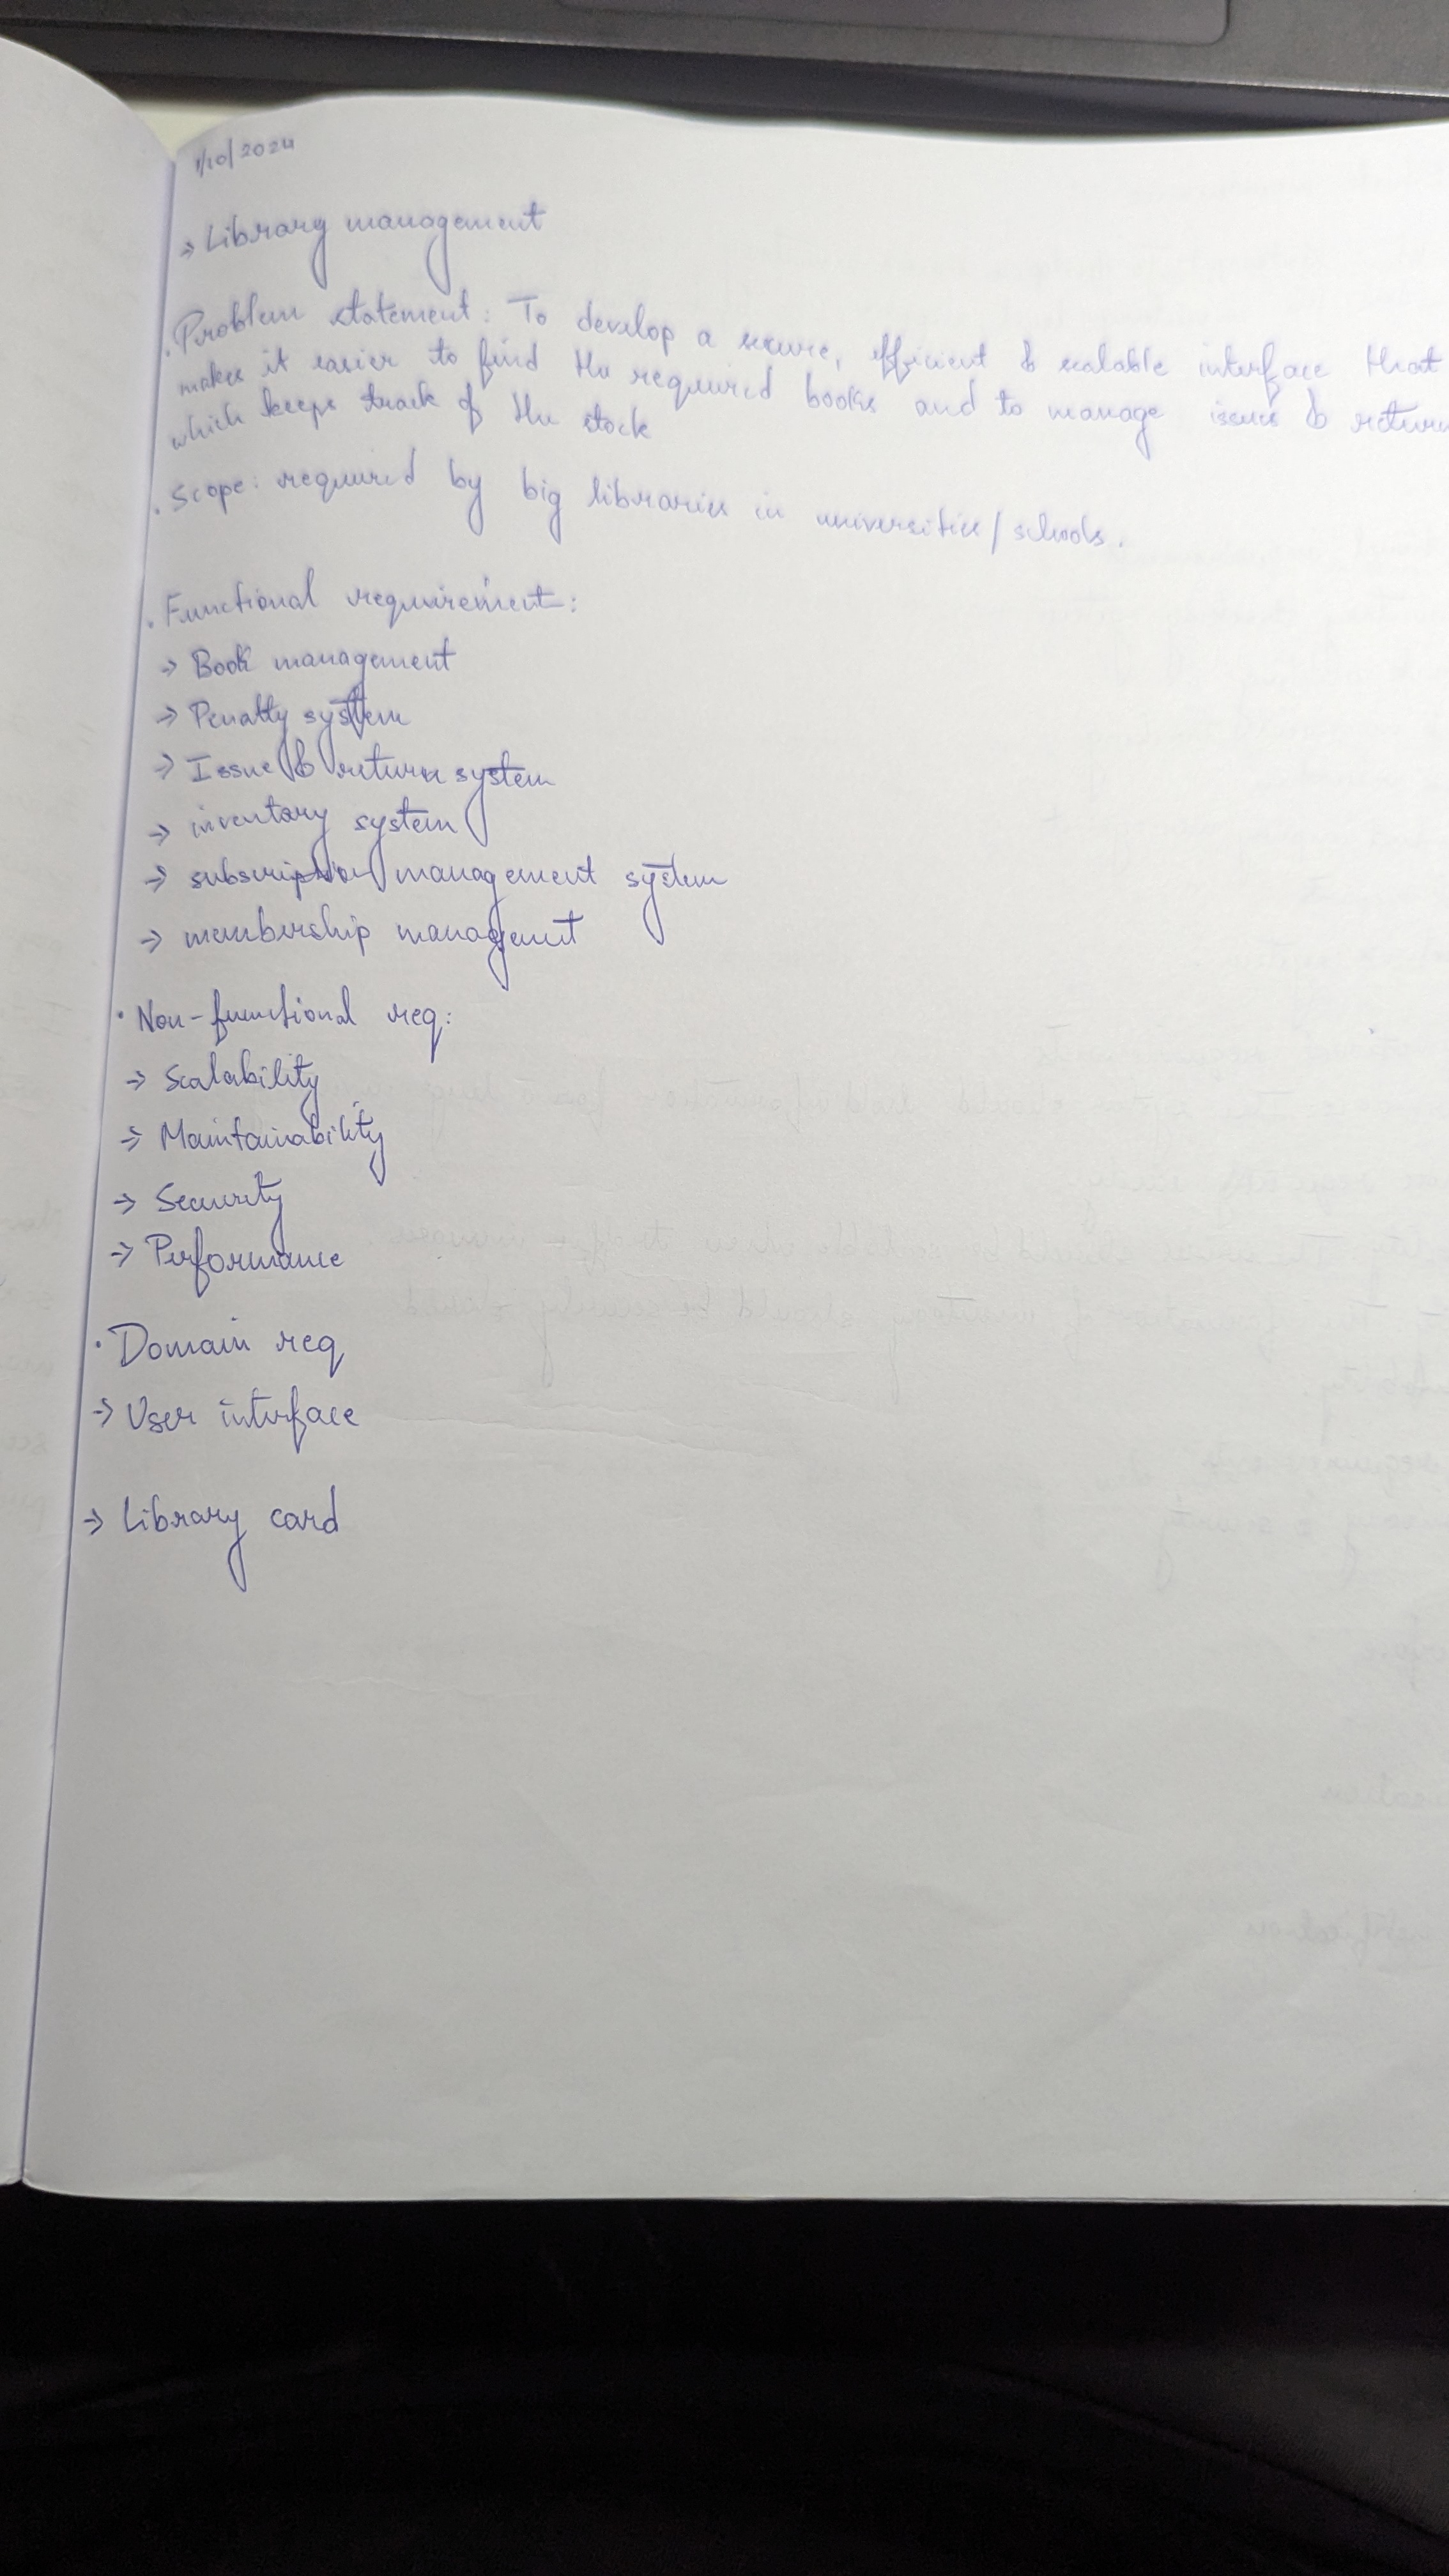 1/10/2024
→ Library management
. Problem statement: To develop a secure, efficient & scalable interface that
makes it easier to find the required books and to manage issues & return
which keeps track of the stock
. Scope: required by big libraries in universities/schools.
. Functional requirement:
→ Book management
→ Penalty system
→ Issue & return system
→ inventory system
→ subscription management system
→ membership managment
• Non-functional req:
→ Scalability
→ Maintainability
→ Security
→ Performance
• Domain req
→ User interface
→ Library card